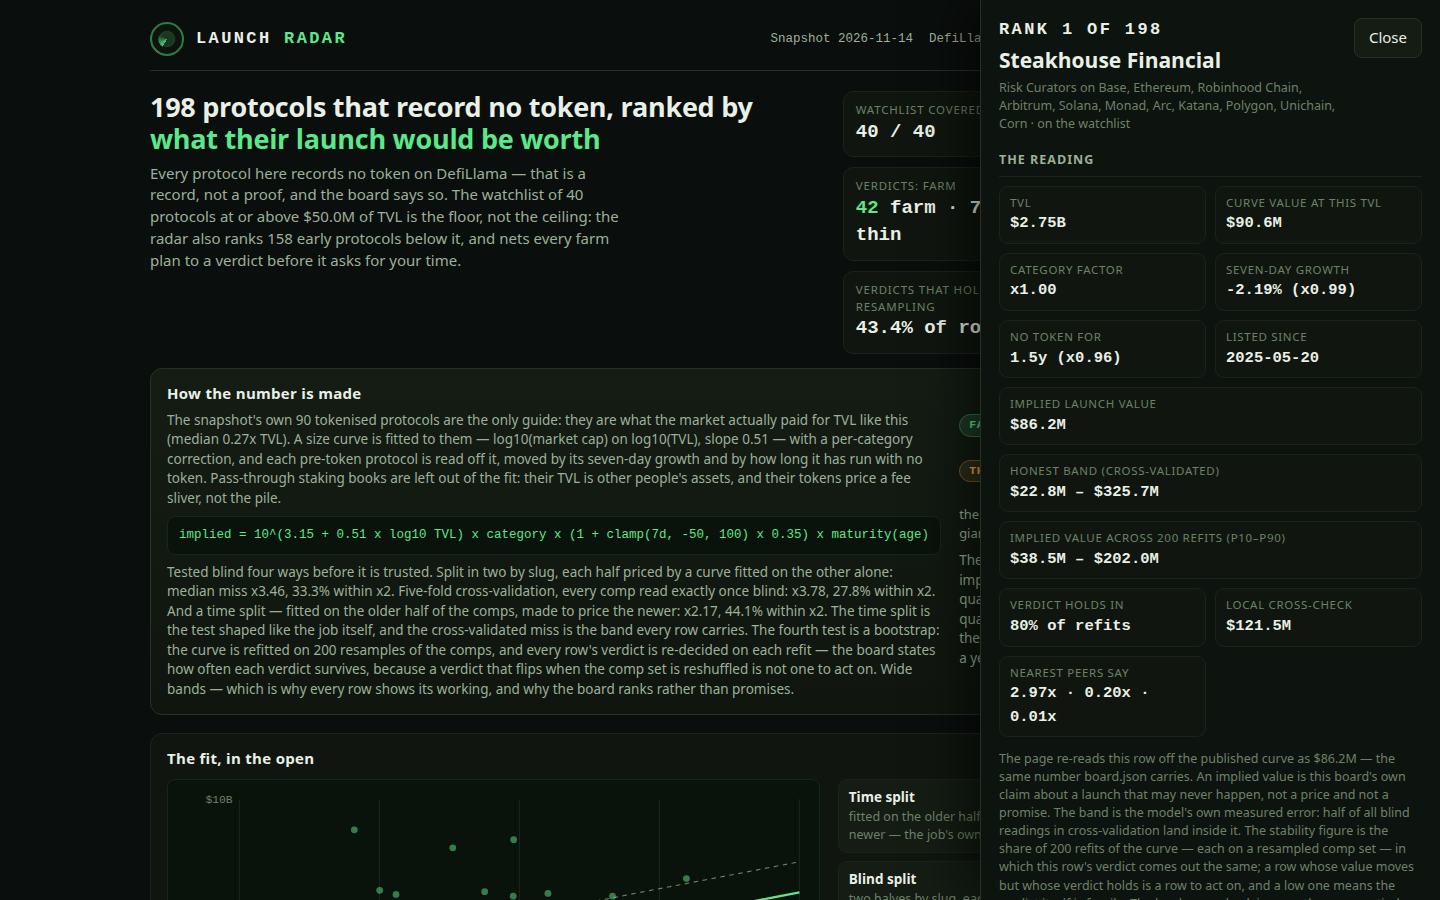 LAUNCH RADAR
Snapshot 2026-11-14
198 protocols that record no token, ranked by
what their launch would be worth
Every protocol here records no token on DefiLlama — that is a
record, not a proof, and the board says so. The watchlist of 40
protocols at or above $50.0M of TVL is the floor, not the ceiling: the
radar also ranks 158 early protocols below it, and nets every farm
plan to a verdict before it asks for your time.
WATCHLIST COVERED
40 / 40
VERDICTS: FARM
42 farm · 7
thin
VERDICTS THAT HOL
RESAMPLING
43.4% of ro
How the number is made
The snapshot's own 90 tokenised protocols are the only guide: they are what the market actually paid for TVL like this
(median 0.27x TVL). A size curve is fitted to them — log10(market cap) on log10(TVL), slope 0.51 — with a per-category
correction, and each pre-token protocol is read off it, moved by its seven-day growth and by how long it has run with no
token. Pass-through staking books are left out of the fit: their TVL is other people's assets, and their tokens price a fee
sliver, not the pile.
implied = 10^(3.15 + 0.51 x log10 TVL) x category x (1 + clamp(7d, -50, 100) x 0.35) x maturity(age)
Tested blind four ways before it is trusted. Split in two by slug, each half priced by a curve fitted on the other alone:
median miss x3.46, 33.3% within x2. Five-fold cross-validation, every comp read exactly once blind: x3.78, 27.8% within x2.
And a time split — fitted on the older half of the comps, made to price the newer: x2.17, 44.1% within x2. The time split is
the test shaped like the job itself, and the cross-validated miss is the band every row carries. The fourth test is a bootstrap:
the curve is refitted on 200 resamples of the comps, and every row's verdict is re-decided on each refit — the board states
how often each verdict survives, because a verdict that flips when the comp set is reshuffled is not one to act on. Wide
bands — which is why every row shows its working, and why the board ranks rather than promises.
the
The
the
a ye
The fit, in the open
$10B
Time split
fitted on the older half
newer — the job's own
Blind split
RANK 1 OF 198
Close
Steakhouse Financial
Risk Curators on Base, Ethereum, Robinhood Chain,
Arbitrum, Solana, Monad, Arc, Katana, Polygon, Unichain,
Corn · on the watchlist
THE READING
TVL
$2.75B
CURVE VALUE AT THIS TVL
$90.6M
CATEGORY FACTOR
x1.00
SEVEN-DAY GROWTH
-2.19% (x0.99)
NO TOKEN FOR
1.5y (x0.96)
LISTED SINCE
2025-05-20
IMPLIED LAUNCH VALUE
$86.2M
HONEST BAND (CROSS-VALIDATED)
$22.8M – $325.7M
IMPLIED VALUE ACROSS 200 REFITS (P10–P90)
$38.5M – $202.0M
VERDICT HOLDS IN
80% of refits
LOCAL CROSS-CHECK
$121.5M
NEAREST PEERS SAY
2.97x · 0.20x ·
0.01x
The page re-reads this row off the published curve as $86.2M — the
same number board.json carries. An implied value is this board's own
claim about a launch that may never happen, not a price and not a
promise. The band is the model's own measured error: half of all blind
readings in cross-validation land inside it. The stability figure is the
share of 200 refits of the curve — each on a resampled comp set — in
which this row's verdict comes out the same; a row whose value moves
but whose verdict holds is a row to act on, and a low one means the